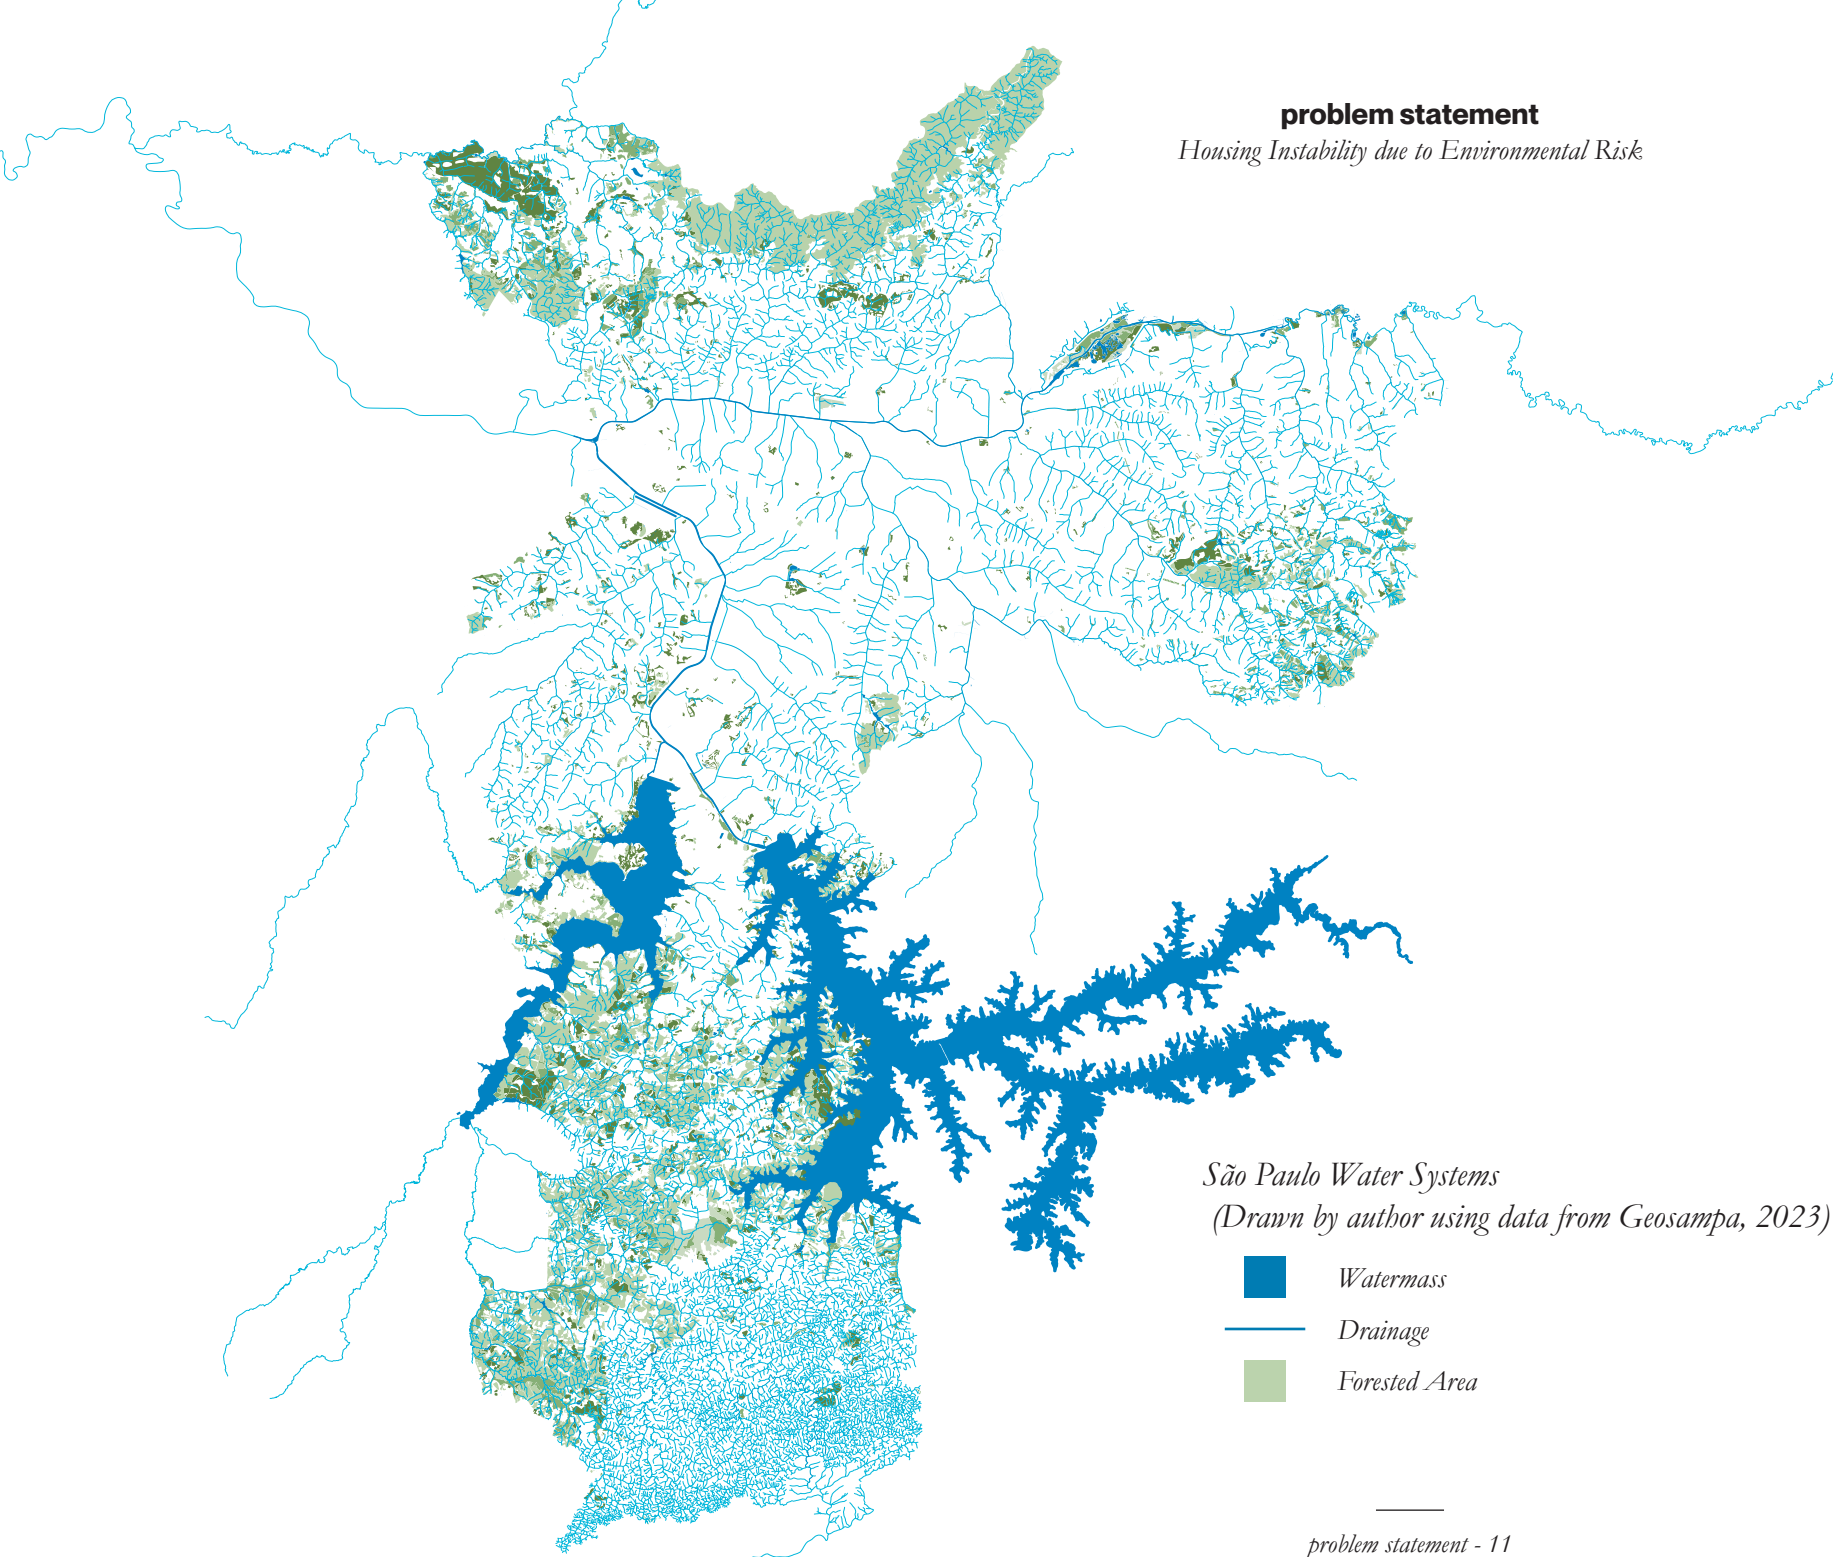 problem statement
Housing Instability due to Environmental Risk
São Paulo Water Systems
(Drawn by author using data from Geosampa, 2023)
Watermass
Drainage
Forested Area
problem statement - 11